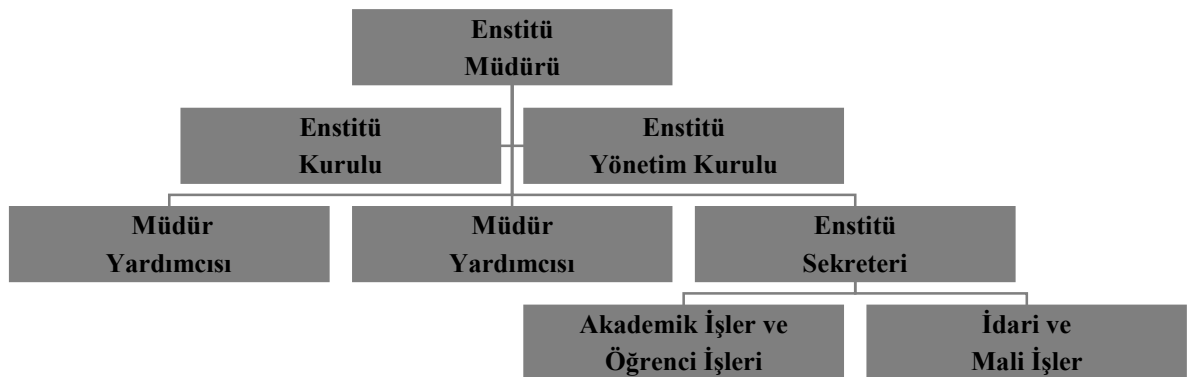 Enstitü
Müdürü
Enstitü
Kurulu
Enstitü
Yönetim Kurulu
Müdür
Yardımcısı
Müdür
Yardımcısı
Enstitü
Sekreteri
Akademik İşler ve
Öğrenci İşleri
İdari ve
Mali İşler